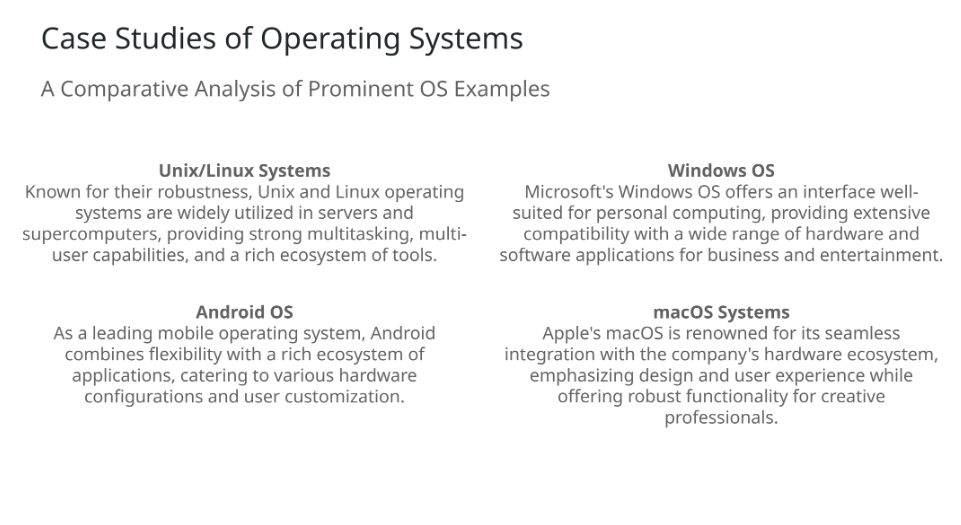 Case Studies of Operating Systems
A Comparative Analysis of Prominent OS Examples
Unix/Linux Systems
Known for their robustness, Unix and Linux operating
systems are widely utilized in servers and
supercomputers, providing strong multitasking, multi-
user capabilities, and a rich ecosystem of tools.
Windows OS
Microsoft's Windows OS offers an interface well-
suited for personal computing, providing extensive
compatibility with a wide range of hardware and
software applications for business and entertainment.
Android OS
As a leading mobile operating system, Android
combines flexibility with a rich ecosystem of
applications, catering to various hardware
configurations and user customization.
macOS Systems
Apple's macOS is renowned for its seamless
integration with the company's hardware ecosystem,
emphasizing design and user experience while
offering robust functionality for creative
professionals.